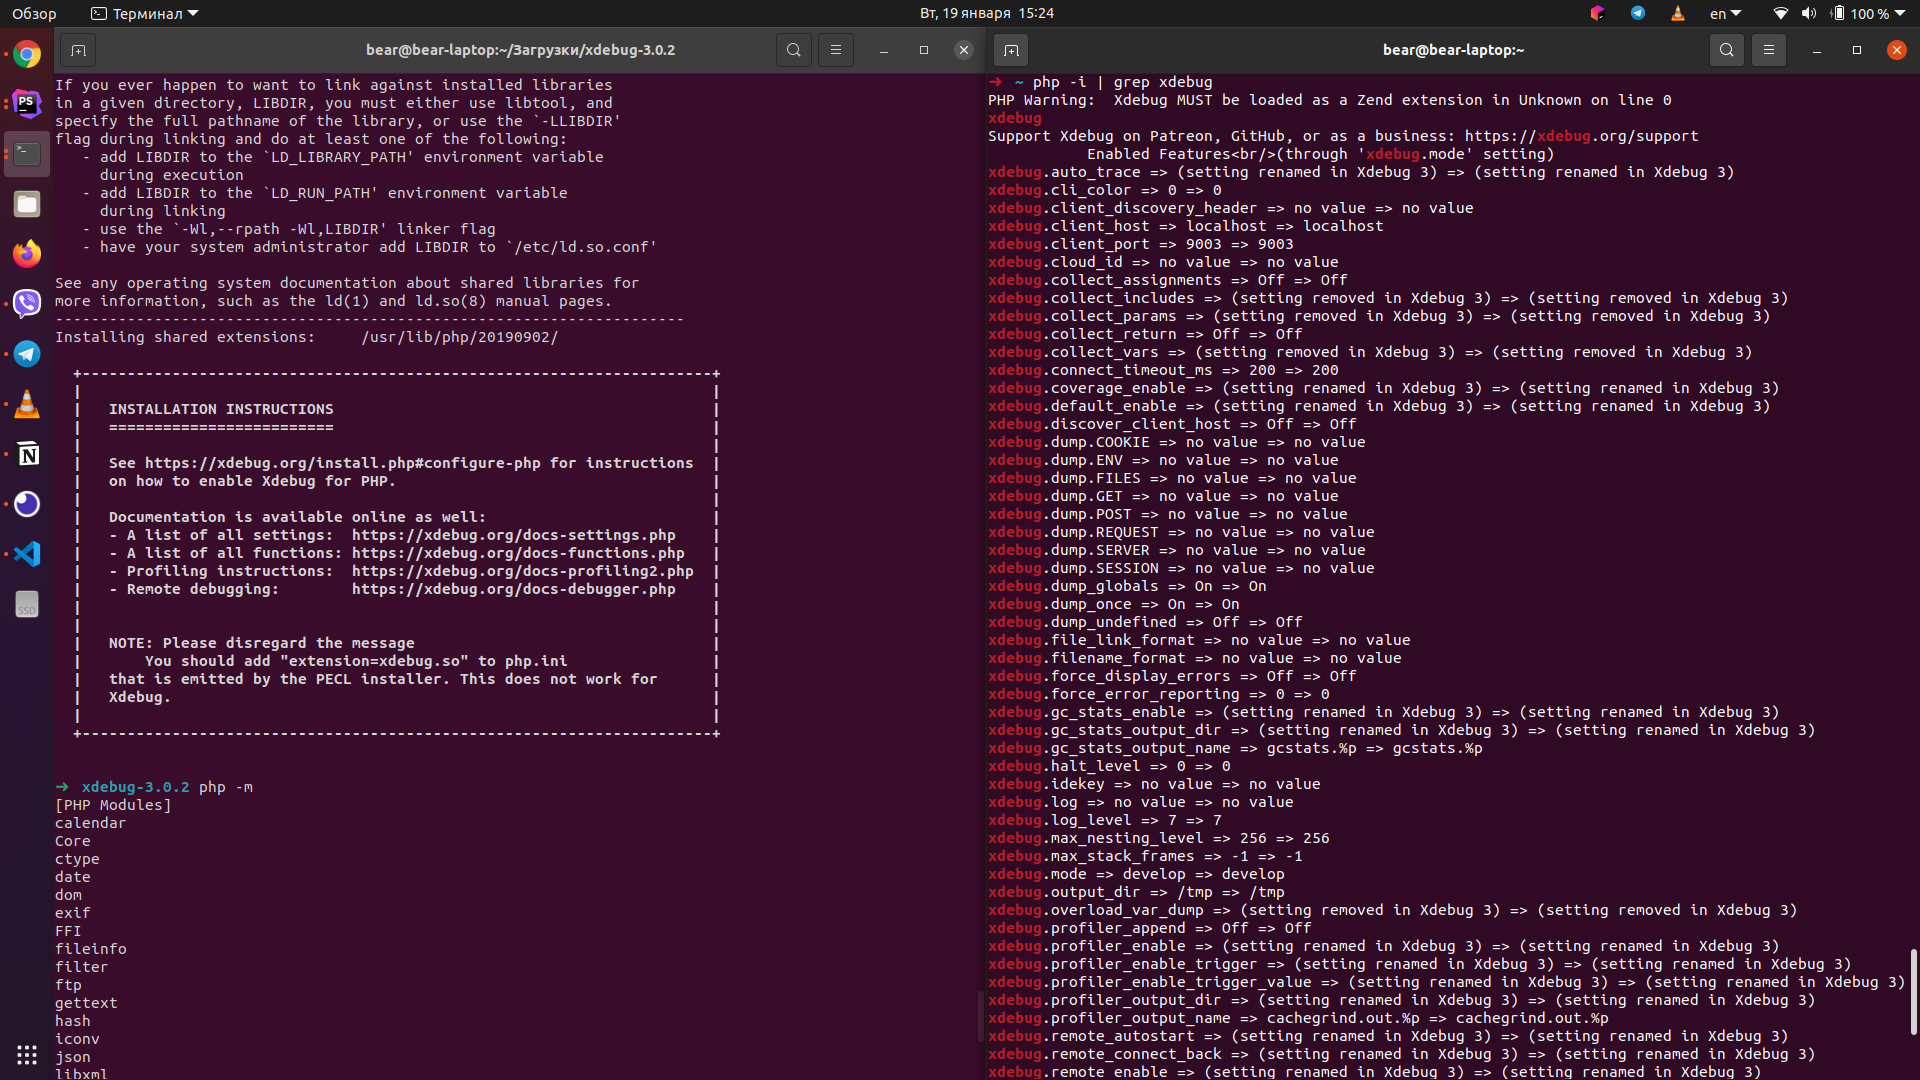 Обзор
Терминал
Вт, 19 января  15:24
en
100 %
bear@bear-laptop:~/Загрузки/xdebug-3.0.2
If you ever happen to want to link against installed libraries
in a given directory, LIBDIR, you must either use libtool, and
specify the full pathname of the library, or use the `-LLIBDIR'
flag during linking and do at least one of the following:
   - add LIBDIR to the `LD_LIBRARY_PATH' environment variable
     during execution
   - add LIBDIR to the `LD_RUN_PATH' environment variable
     during linking
   - use the `-Wl,--rpath -Wl,LIBDIR' linker flag
   - have your system administrator add LIBDIR to `/etc/ld.so.conf'
See any operating system documentation about shared libraries for
more information, such as the ld(1) and ld.so(8) manual pages.
----------------------------------------------------------------------
Installing shared extensions:     /usr/lib/php/20190902/
  +----------------------------------------------------------------------+
  |                                                                      |
  |   INSTALLATION INSTRUCTIONS                                          |
  |   =========================                                          |
  |                                                                      |
  |   See https://xdebug.org/install.php#configure-php for instructions  |
  |   on how to enable Xdebug for PHP.                                   |
  |                                                                      |
  |   Documentation is available online as well:                         |
  |   - A list of all settings:  https://xdebug.org/docs-settings.php    |
  |   - A list of all functions: https://xdebug.org/docs-functions.php   |
  |   - Profiling instructions:  https://xdebug.org/docs-profiling2.php  |
  |   - Remote debugging:        https://xdebug.org/docs-debugger.php    |
  |                                                                      |
  |                                                                      |
  |   NOTE: Please disregard the message                                 |
  |       You should add "extension=xdebug.so" to php.ini                |
  |   that is emitted by the PECL installer. This does not work for      |
  |   Xdebug.                                                            |
  |                                                                      |
  +----------------------------------------------------------------------+
➜  xdebug-3.0.2 php -m
[PHP Modules]
calendar
Core
ctype
date
dom
exif
FFI
fileinfo
filter
ftp
gettext
hash
iconv
json
libxml
bear@bear-laptop:~
➜  ~ php -i | grep xdebug
PHP Warning:  Xdebug MUST be loaded as a Zend extension in Unknown on line 0
xdebug
Support Xdebug on Patreon, GitHub, or as a business: https://xdebug.org/support
           Enabled Features<br/>(through 'xdebug.mode' setting)
xdebug.auto_trace => (setting renamed in Xdebug 3) => (setting renamed in Xdebug 3)
xdebug.cli_color => 0 => 0
xdebug.client_discovery_header => no value => no value
xdebug.client_host => localhost => localhost
xdebug.client_port => 9003 => 9003
xdebug.cloud_id => no value => no value
xdebug.collect_assignments => Off => Off
xdebug.collect_includes => (setting removed in Xdebug 3) => (setting removed in Xdebug 3)
xdebug.collect_params => (setting removed in Xdebug 3) => (setting removed in Xdebug 3)
xdebug.collect_return => Off => Off
xdebug.collect_vars => (setting removed in Xdebug 3) => (setting removed in Xdebug 3)
xdebug.connect_timeout_ms => 200 => 200
xdebug.coverage_enable => (setting renamed in Xdebug 3) => (setting renamed in Xdebug 3)
xdebug.default_enable => (setting renamed in Xdebug 3) => (setting renamed in Xdebug 3)
xdebug.discover_client_host => Off => Off
xdebug.dump.COOKIE => no value => no value
xdebug.dump.ENV => no value => no value
xdebug.dump.FILES => no value => no value
xdebug.dump.GET => no value => no value
xdebug.dump.POST => no value => no value
xdebug.dump.REQUEST => no value => no value
xdebug.dump.SERVER => no value => no value
xdebug.dump.SESSION => no value => no value
xdebug.dump_globals => On => On
xdebug.dump_once => On => On
xdebug.dump_undefined => Off => Off
xdebug.file_link_format => no value => no value
xdebug.filename_format => no value => no value
xdebug.force_display_errors => Off => Off
xdebug.force_error_reporting => 0 => 0
xdebug.gc_stats_enable => (setting renamed in Xdebug 3) => (setting renamed in Xdebug 3)
xdebug.gc_stats_output_dir => (setting renamed in Xdebug 3) => (setting renamed in Xdebug 3)
xdebug.gc_stats_output_name => gcstats.%p => gcstats.%p
xdebug.halt_level => 0 => 0
xdebug.idekey => no value => no value
xdebug.log => no value => no value
xdebug.log_level => 7 => 7
xdebug.max_nesting_level => 256 => 256
xdebug.max_stack_frames => -1 => -1
xdebug.mode => develop => develop
xdebug.output_dir => /tmp => /tmp
xdebug.overload_var_dump => (setting removed in Xdebug 3) => (setting removed in Xdebug 3)
xdebug.profiler_append => Off => Off
xdebug.profiler_enable => (setting renamed in Xdebug 3) => (setting renamed in Xdebug 3)
xdebug.profiler_enable_trigger => (setting renamed in Xdebug 3) => (setting renamed in Xdebug 3)
xdebug.profiler_enable_trigger_value => (setting renamed in Xdebug 3) => (setting renamed in Xdebug 3)
xdebug.profiler_output_dir => (setting renamed in Xdebug 3) => (setting renamed in Xdebug 3)
xdebug.profiler_output_name => cachegrind.out.%p => cachegrind.out.%p
xdebug.remote_autostart => (setting renamed in Xdebug 3) => (setting renamed in Xdebug 3)
xdebug.remote_connect_back => (setting renamed in Xdebug 3) => (setting renamed in Xdebug 3)
xdebug.remote_enable => (setting renamed in Xdebug 3) => (setting renamed in Xdebug 3)
PS
SSD